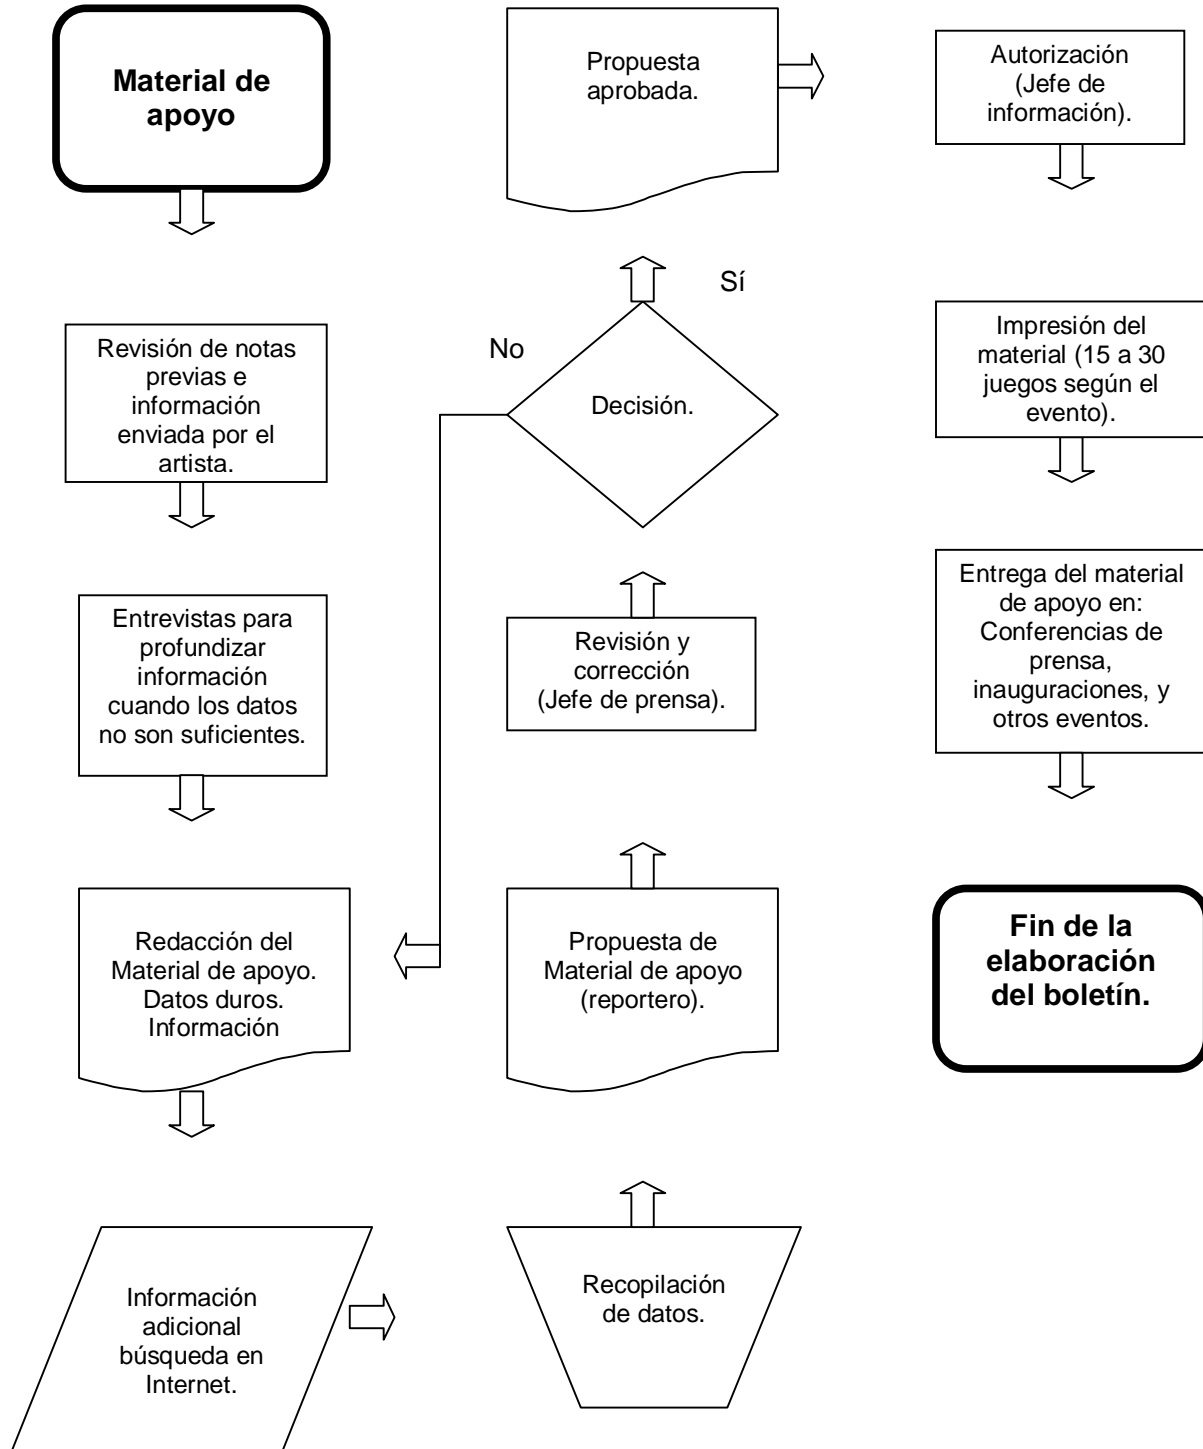 Material de
apoyo
Revisión de notas
previas e
información
enviada por el
artista.
Entrevistas para
profundizar
información
cuando los datos
no son suficientes.
Redacción del
Material de apoyo.
Datos duros.
Información
Información
adicional
búsqueda en
Internet.
Recopilación
de datos.
Propuesta de
Material de apoyo
(reportero).
Revisión y
corrección
(Jefe de prensa).
Decisión.
No
Sí
Propuesta
aprobada.
Autorización
(Jefe de
información).
Impresión del
material (15 a 30
juegos según el
evento).
Entrega del material
de apoyo en:
Conferencias de
prensa,
inauguraciones, y
otros eventos.
Fin de la
elaboración
del boletín.